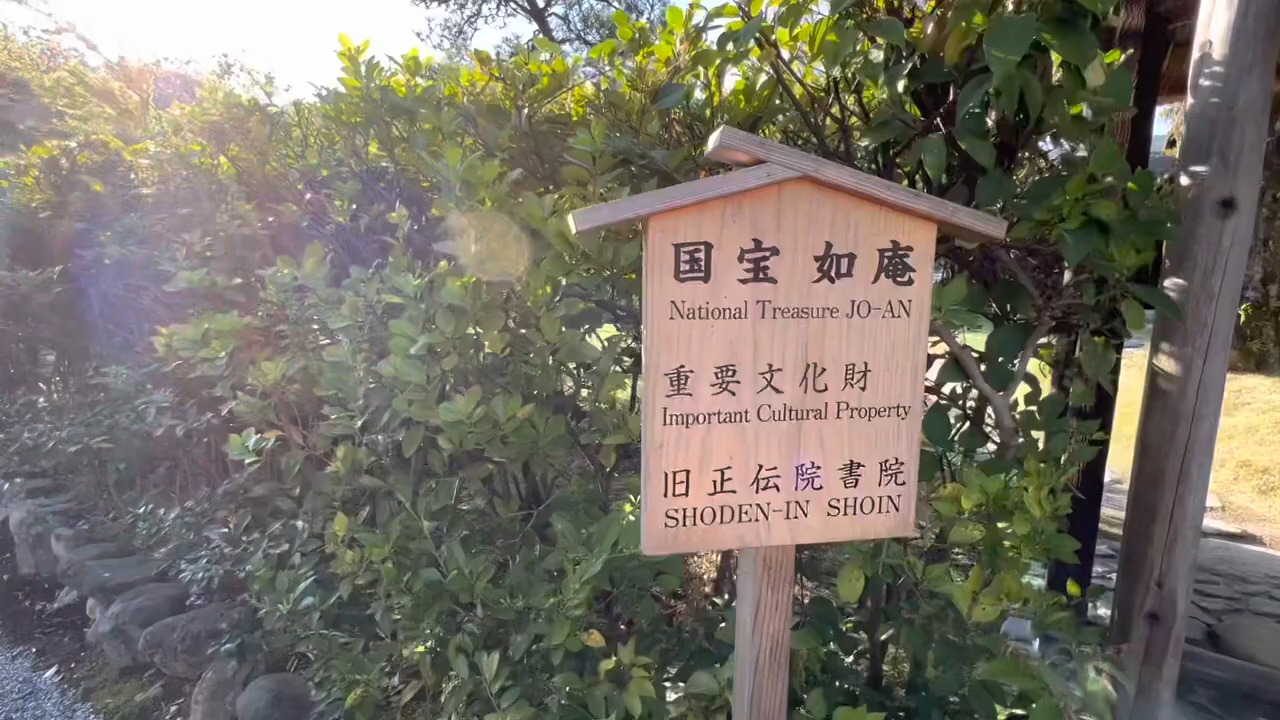 国宝 如庵
National Treasure JO-AN
重要文化財
Important Cultural Property
旧正伝院書院
SHODEN-IN SHOIN